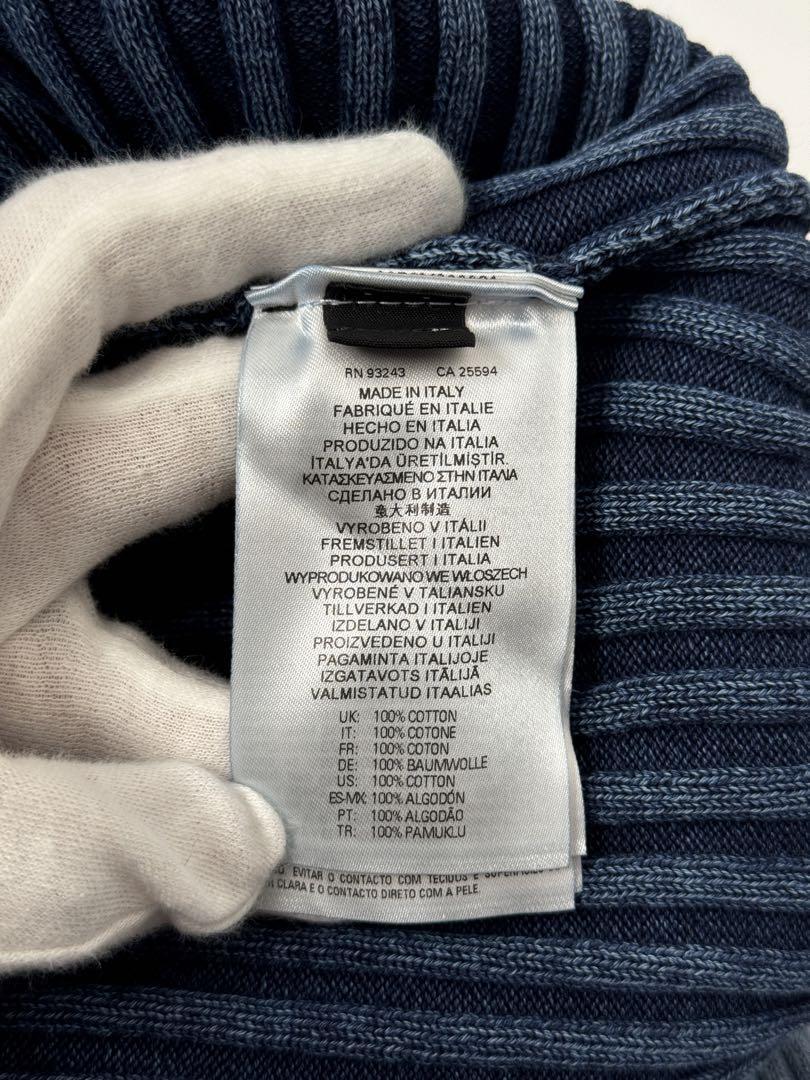 RN 93243 CA 25594
MADE IN ITALY
FABRIQUÉ EN ITALIE
HECHO EN ITALIA
PRODUZIDO NA ITALIA
İTALYA'DA ÜRETİLMİŞTİR.
ΚΑΤΑΣΚΕΥΑΣΜΕΝΟ ΣΤΗΝ ΙΤΑΛΙΑ
СДЕЛАНО В ИТАЛИИ
意大利制造
VYROBENO V ITÁLII
FREMSTILLET I ITALIEN
PRODUSERT I ITALIA
WYPRODUKOWANO WE WŁOSZECH
VYROBENÉ V TALIANSKU
TILLVERKAD I ITALIEN
IZDELANO V ITALIJI
PROIZVEDENO U ITALIJI
PAGAMINTA ITALIJOJE
IZGATAVOTS ITĀLIJĀ
VALMISTATUD ITAALIAS
UK: 100% COTTON
IT: 100% COTONE
FR: 100% COTON
DE: 100% BAUMWOLLE
US: 100% COTTON
ES-MX: 100% ALGODÓN
PT: 100% ALGODÃO
TR: 100% PAMUKLU
EVITAR O CONTACTO COM TECIDOS E
CLARA E O CONTACTO DIRETO COM A PELE.